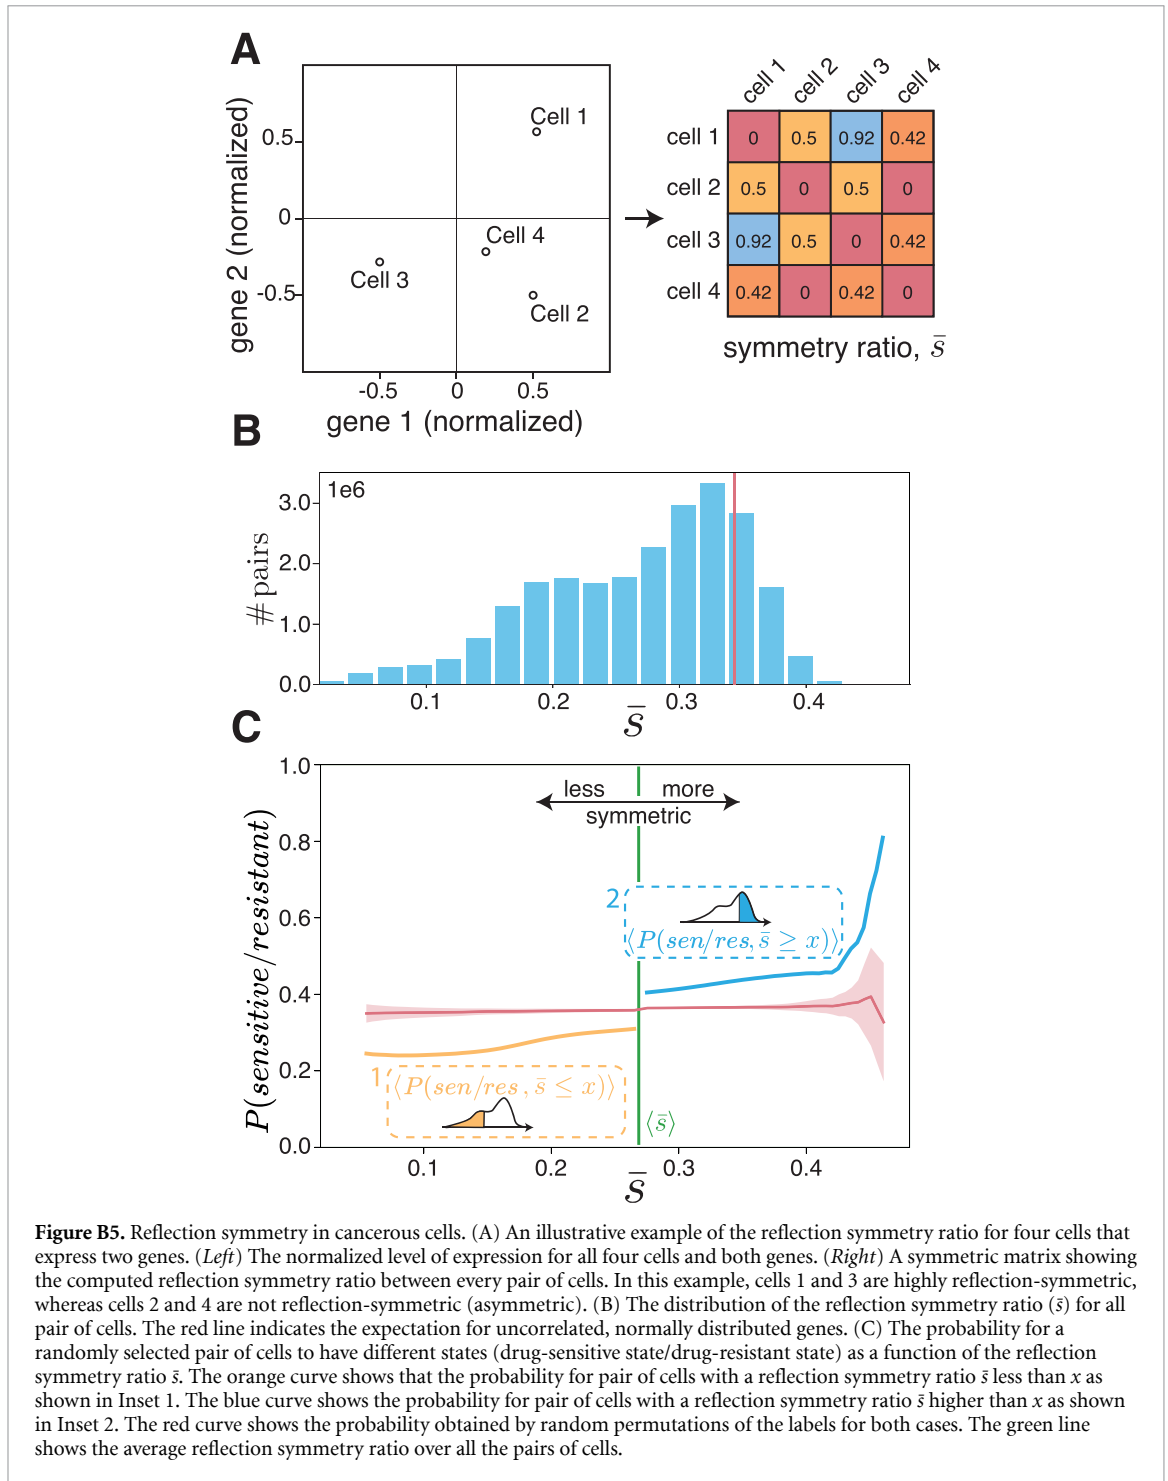 A
gene 2 (normalized)
0.5
0
-0.5
Cell 1
Cell 4
Cell 3
Cell 2
-0.5 0 0.5
gene 1 (normalized)
cell 1 cell 2 cell 3 cell 4
cell 1 0 0.5 0.92 0.42
cell 2 0.5 0 0.5 0
cell 3 0.92 0.5 0 0.42
cell 4 0.42 0 0.42 0
symmetry ratio, s̄
B
1e6
# pairs
3.0
2.0
1.0
0.0
0.1 0.2 0.3 0.4
s̄
C
P(sensitive/resistant)
1.0
0.8
0.6
0.4
0.2
0.0
less more
symmetric
2
⟨P(sen/res, s̄ ≥ x)⟩
1
⟨P(sen/res , s̄ ≤ x)⟩
⟨s̄⟩
0.1 0.2 0.3 0.4
s̄
Figure B5. Reflection symmetry in cancerous cells. (A) An illustrative example of the reflection symmetry ratio for four cells that
express two genes. (Left) The normalized level of expression for all four cells and both genes. (Right) A symmetric matrix showing
the computed reflection symmetry ratio between every pair of cells. In this example, cells 1 and 3 are highly reflection-symmetric,
whereas cells 2 and 4 are not reflection-symmetric (asymmetric). (B) The distribution of the reflection symmetry ratio (s̄) for all
pair of cells. The red line indicates the expectation for uncorrelated, normally distributed genes. (C) The probability for a
randomly selected pair of cells to have different states (drug-sensitive state/drug-resistant state) as a function of the reflection
symmetry ratio s̄. The orange curve shows that the probability for pair of cells with a reflection symmetry ratio s̄ less than x as
shown in Inset 1. The blue curve shows the probability for pair of cells with a reflection symmetry ratio s̄ higher than x as shown
in Inset 2. The red curve shows the probability obtained by random permutations of the labels for both cases. The green line
shows the average reflection symmetry ratio over all the pairs of cells.